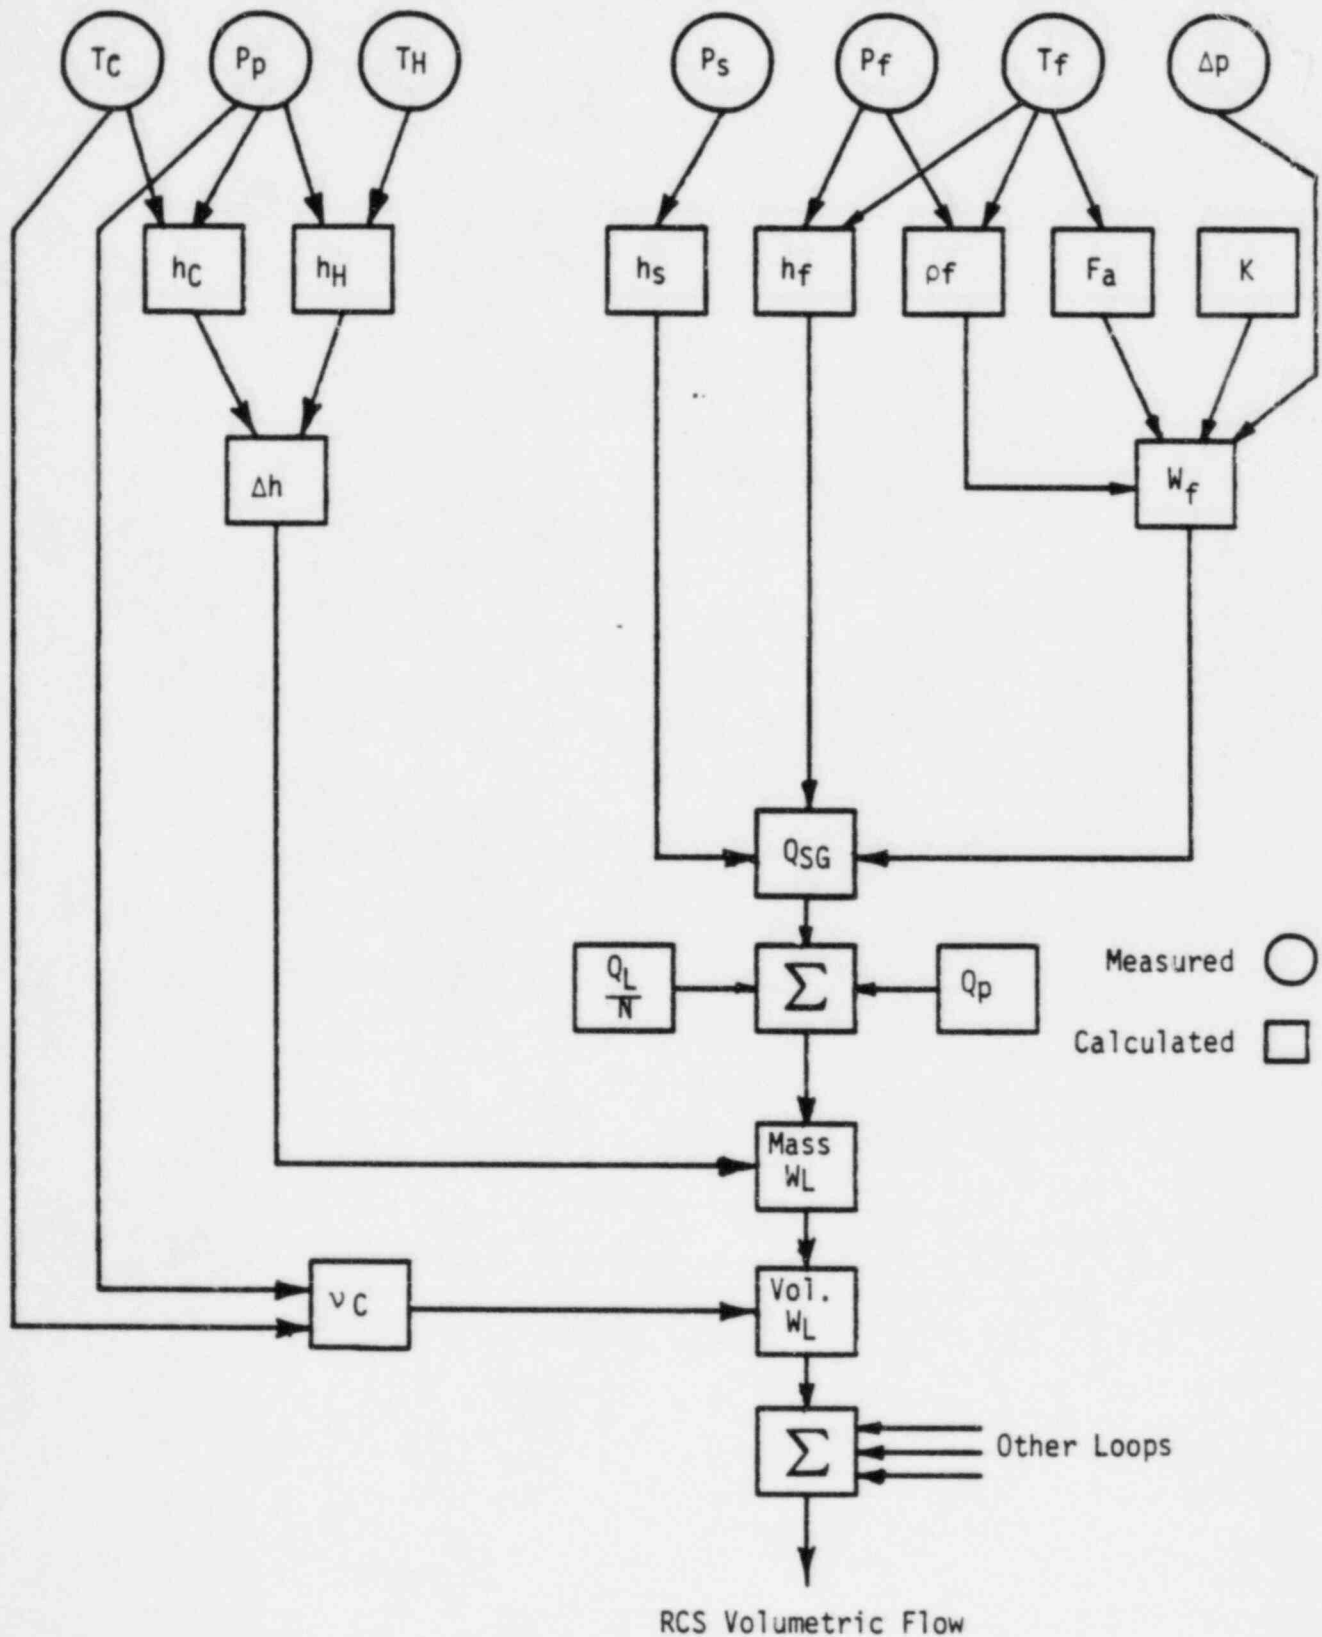 TC Pp TH Ps Pf Tf Δp
hC hH hs hf ρf Fa K
Δh Wf
QSG
QL
N
Σ Qp Measured
Calculated
Mass
WL
νC Vol.
WL
Σ Other Loops
RCS Volumetric Flow